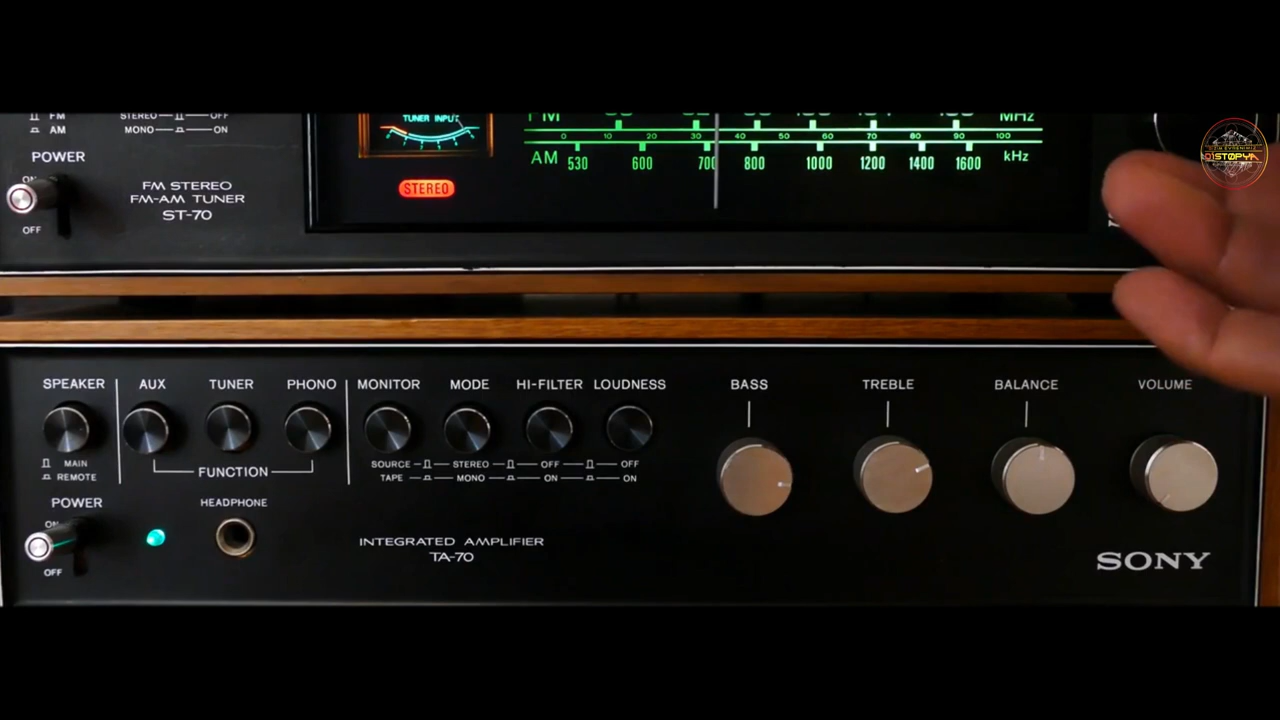 FM
AM
STEREO OFF
MONO ON
POWER
ON
OFF
FM STEREO
FM-AM TUNER
ST-70
TUNER INPUT
STEREO
FM MHz
0 10 20 30 40 50 60 70 80 90 100
AM 530 600 700 800 1000 1200 1400 1600 kHz
DISTOPYA
SPEAKER AUX TUNER PHONO MONITOR MODE HI-FILTER LOUDNESS BASS TREBLE BALANCE VOLUME
MAIN
REMOTE
FUNCTION
SOURCE STEREO OFF OFF
TAPE MONO ON ON
POWER
ON
OFF
HEADPHONE
INTEGRATED AMPLIFIER
TA-70
SONY